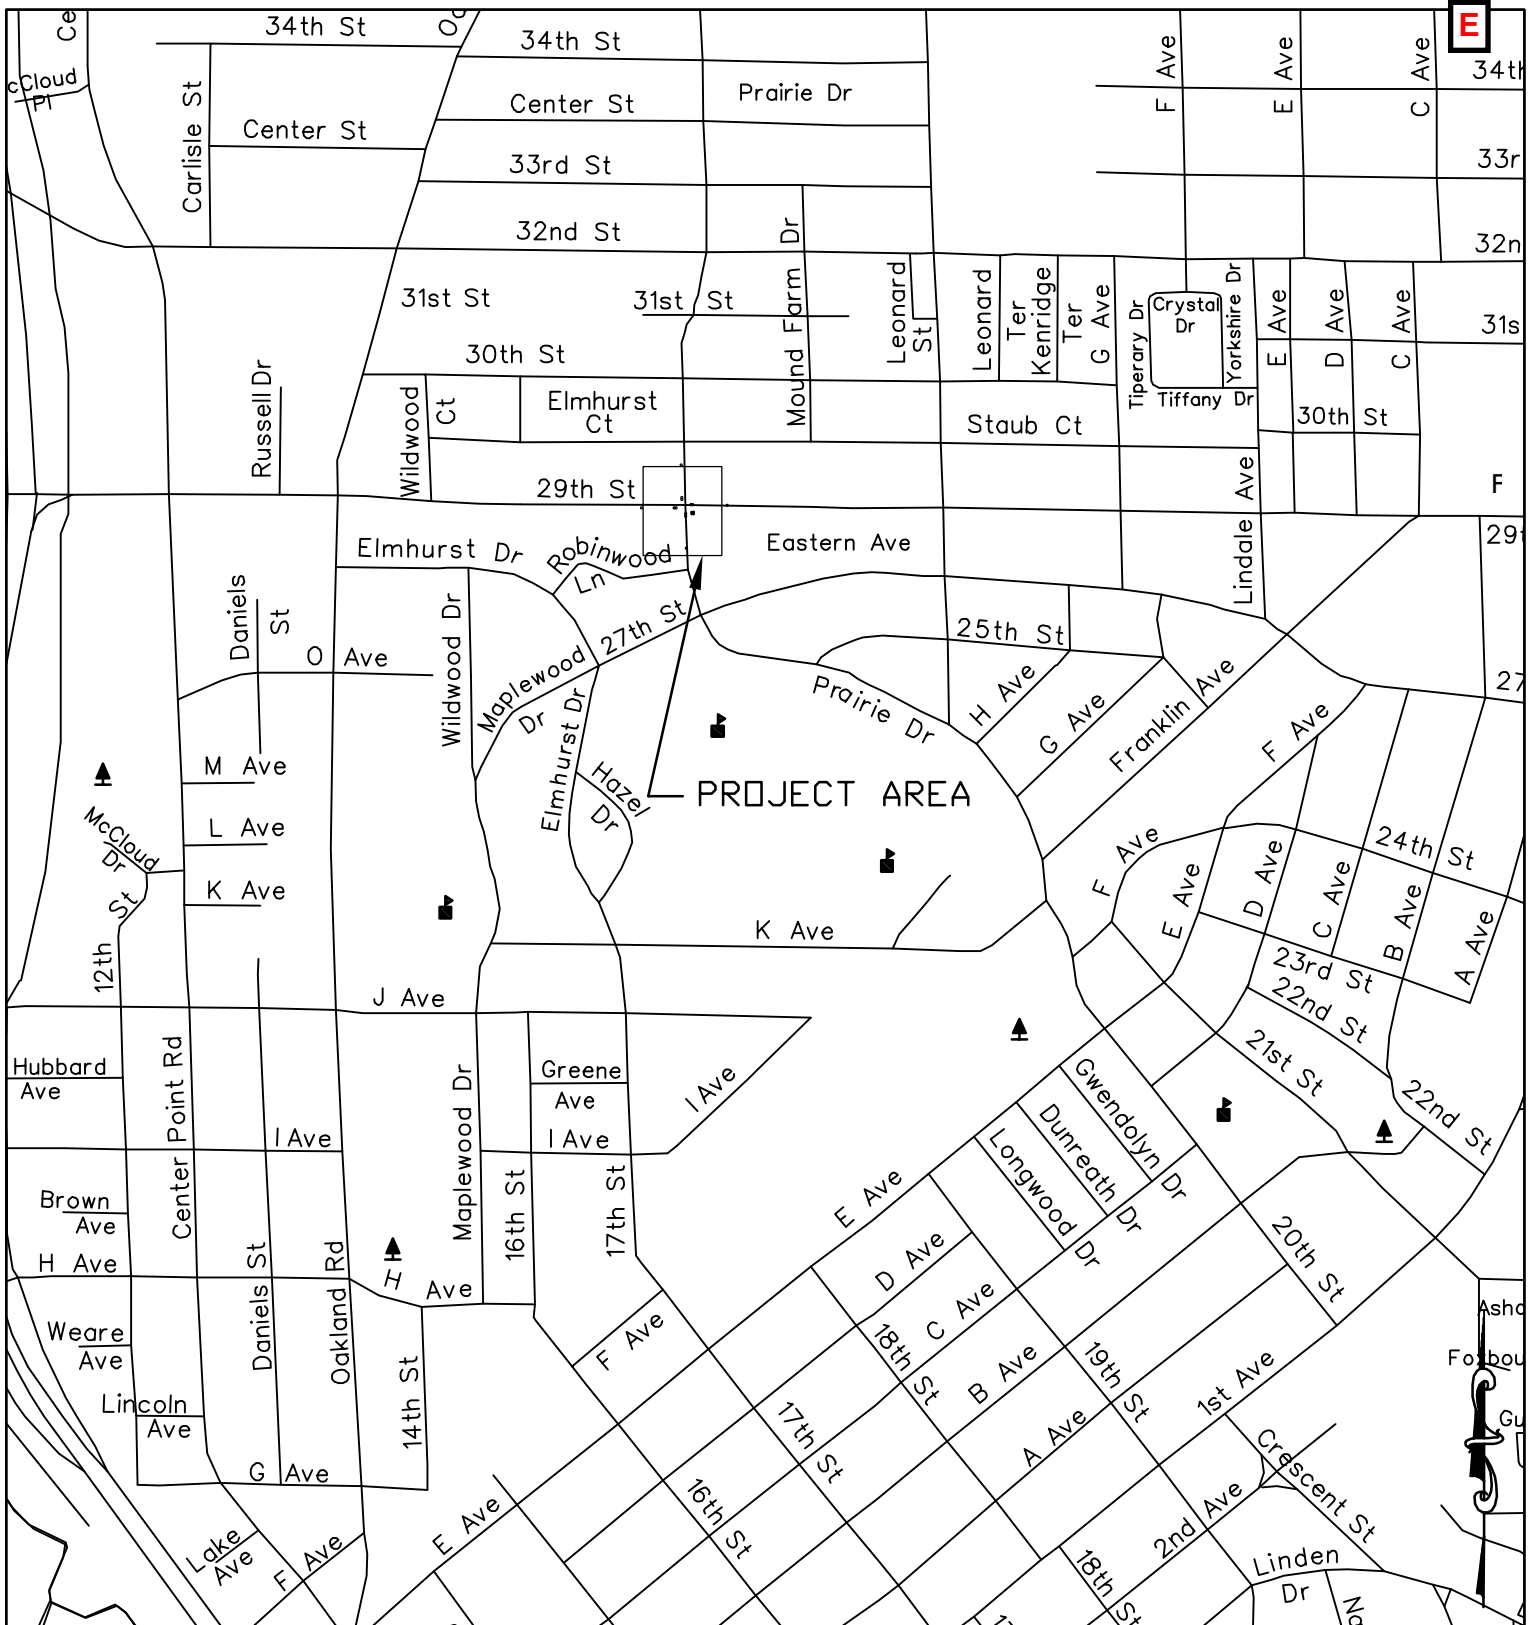 Ce
34th St
Oa
34th St
F Ave
E Ave
C Ave
E
34th
cCloud
Pl
Carlisle St
Center St
Center St
Prairie Dr
33rd St
33r
32nd St
32n
Mound Farm Dr
31st St
31st St
Leonard
St
Leonard
Ter
Kenridge
Ter
G Ave
Tiperary Dr
Crystal
Dr
Yorkshire Dr
Tiffany Dr
E Ave
D Ave
C Ave
31s
30th St
Russell Dr
Wildwood
Ct
Elmhurst
Ct
Staub Ct
30th St
29th St
Lindale Ave
F
29t
Elmhurst Dr
Robinwood
Ln
Eastern Ave
Daniels
St
O Ave
Wildwood Dr
Maplewood
Dr
27th St
25th St
Elmhurst Dr
Prairie Dr
H Ave
G Ave
Franklin Ave
F Ave
27
M Ave
Hazel
Dr
PROJECT AREA
McCloud
Dr
L Ave
K Ave
12th St
K Ave
F Ave
E Ave
D Ave
C Ave
B Ave
A Ave
24th St
23rd St
22nd St
J Ave
21st St
22nd St
Hubbard
Ave
Center Point Rd
Maplewood Dr
Greene
Ave
I Ave
I Ave
I Ave
Gwendolyn Dr
Dunreath Dr
Longwood Dr
16th St
17th St
Brown
Ave
H Ave
Daniels St
Oakland Rd
H Ave
E Ave
D Ave
C Ave
B Ave
A Ave
20th St
19th St
18th St
1st Ave
Weare
Ave
Lincoln
Ave
14th St
F Ave
17th St
16th St
Crescent St
2nd Ave
Linden
Dr
18th St
G Ave
E Ave
Lake
Ave
F Ave
Asho
Foxbou
Gu
Na